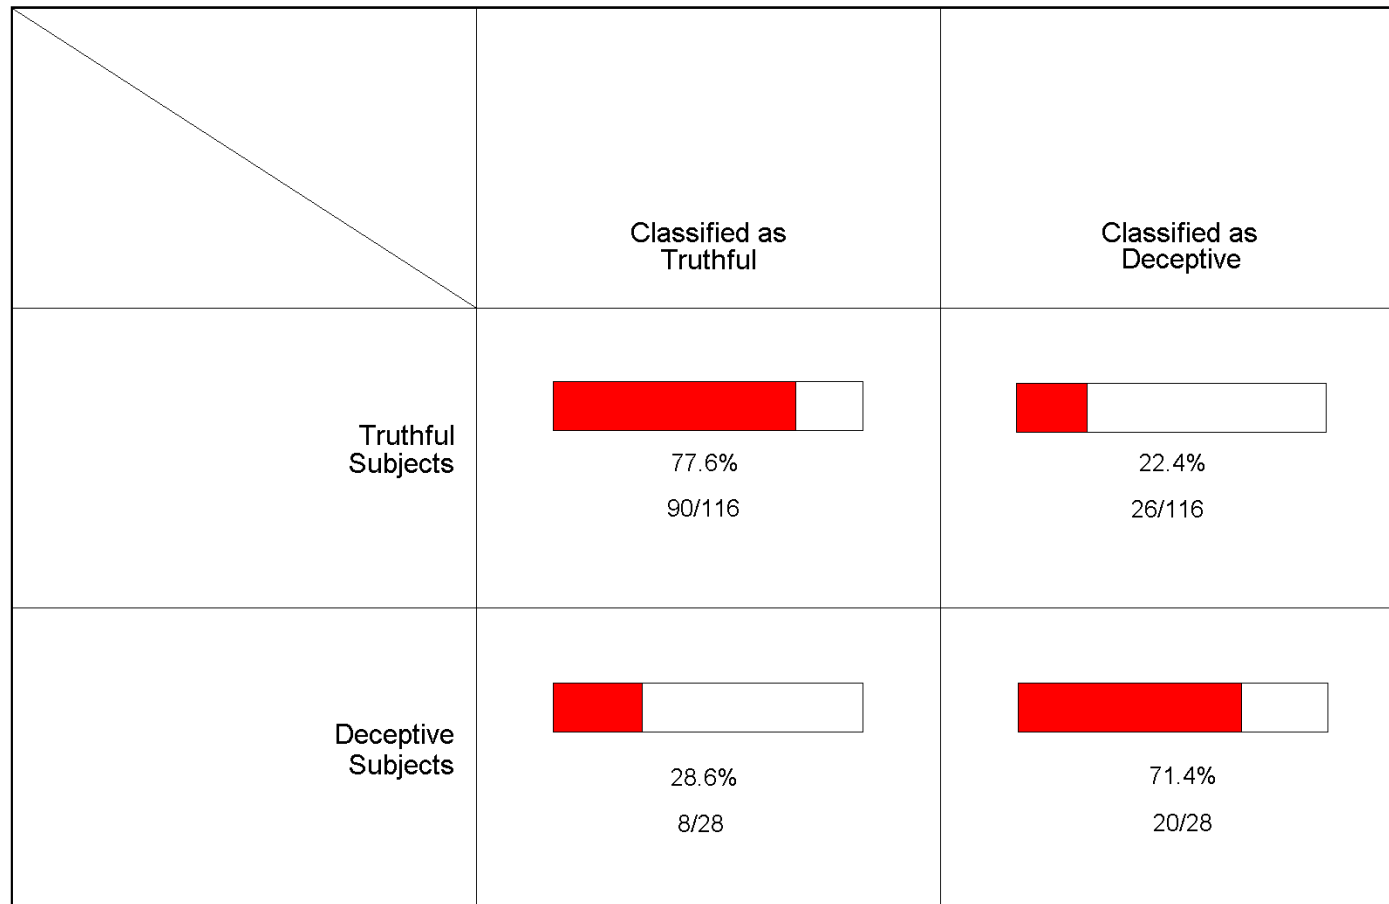 Classified as
Truthful
Classified as
Deceptive
Truthful
Subjects
77.6%
90/116
22.4%
26/116
Deceptive
Subjects
28.6%
8/28
71.4%
20/28